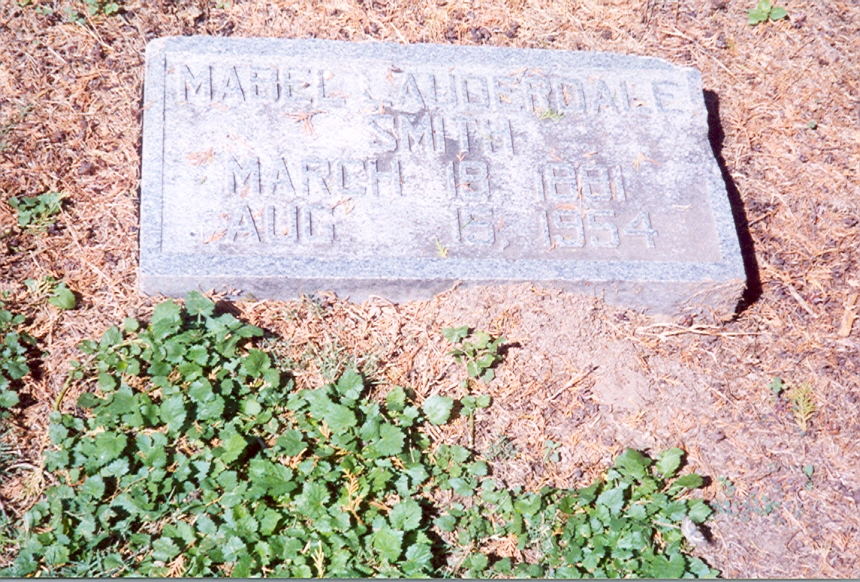 MABEL LAUDERDALE
SMITH
MARCH 18 1881
AUG 18, 1954